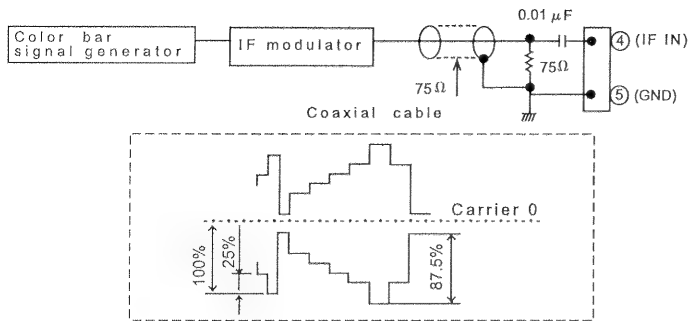 0.01 μF
Color bar
signal generator
IF modulator
④ (IF IN)
75Ω
75Ω
⑤ (GND)
Coaxial cable
Carrier 0
100%
25%
87.5%